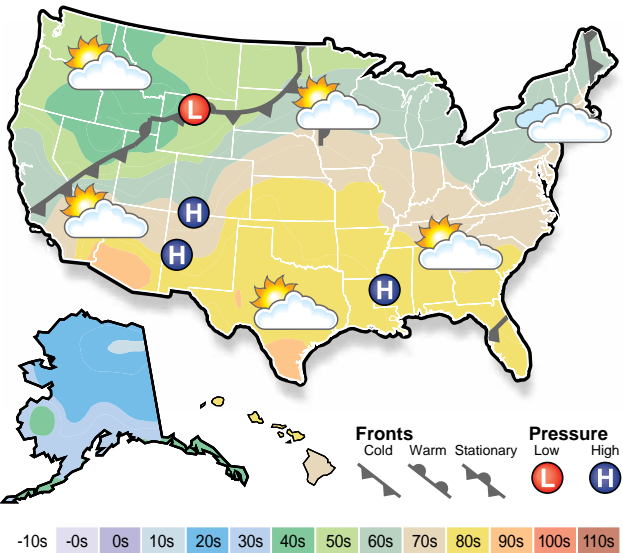 L
H
H
H
Fronts
Cold Warm Stationary
Pressure
Low High
L H
-10s -0s 0s 10s 20s 30s 40s 50s 60s 70s 80s 90s 100s 110s